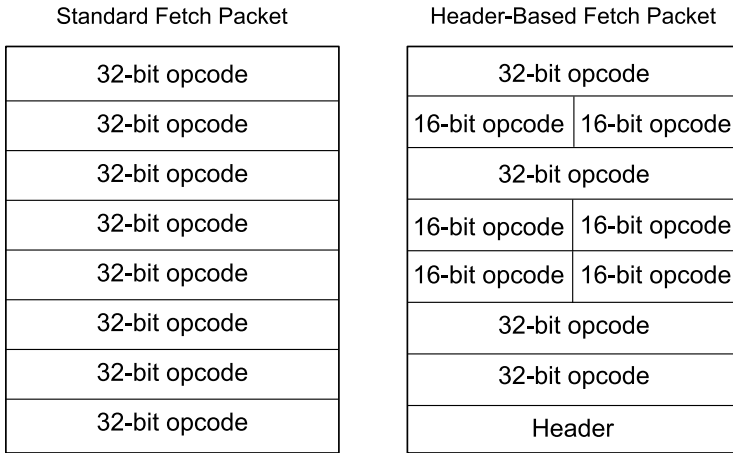 Standard Fetch Packet
32-bit opcode
32-bit opcode
32-bit opcode
32-bit opcode
32-bit opcode
32-bit opcode
32-bit opcode
32-bit opcode
Header-Based Fetch Packet
32-bit opcode
16-bit opcode 16-bit opcode
32-bit opcode
16-bit opcode 16-bit opcode
16-bit opcode 16-bit opcode
32-bit opcode
32-bit opcode
Header